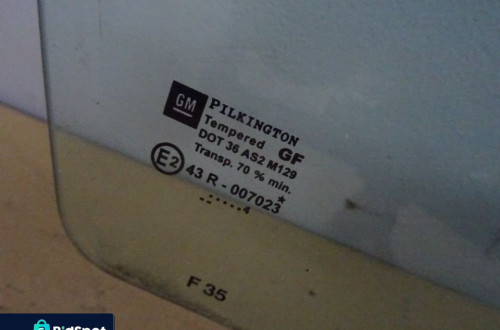 GM
PILKINGTON
Tempered GF
DOT 36 AS2 M129
Transp. 70 % min.
E2 43 R - 007023
*
.. ..... 4
F 35
BidSpot